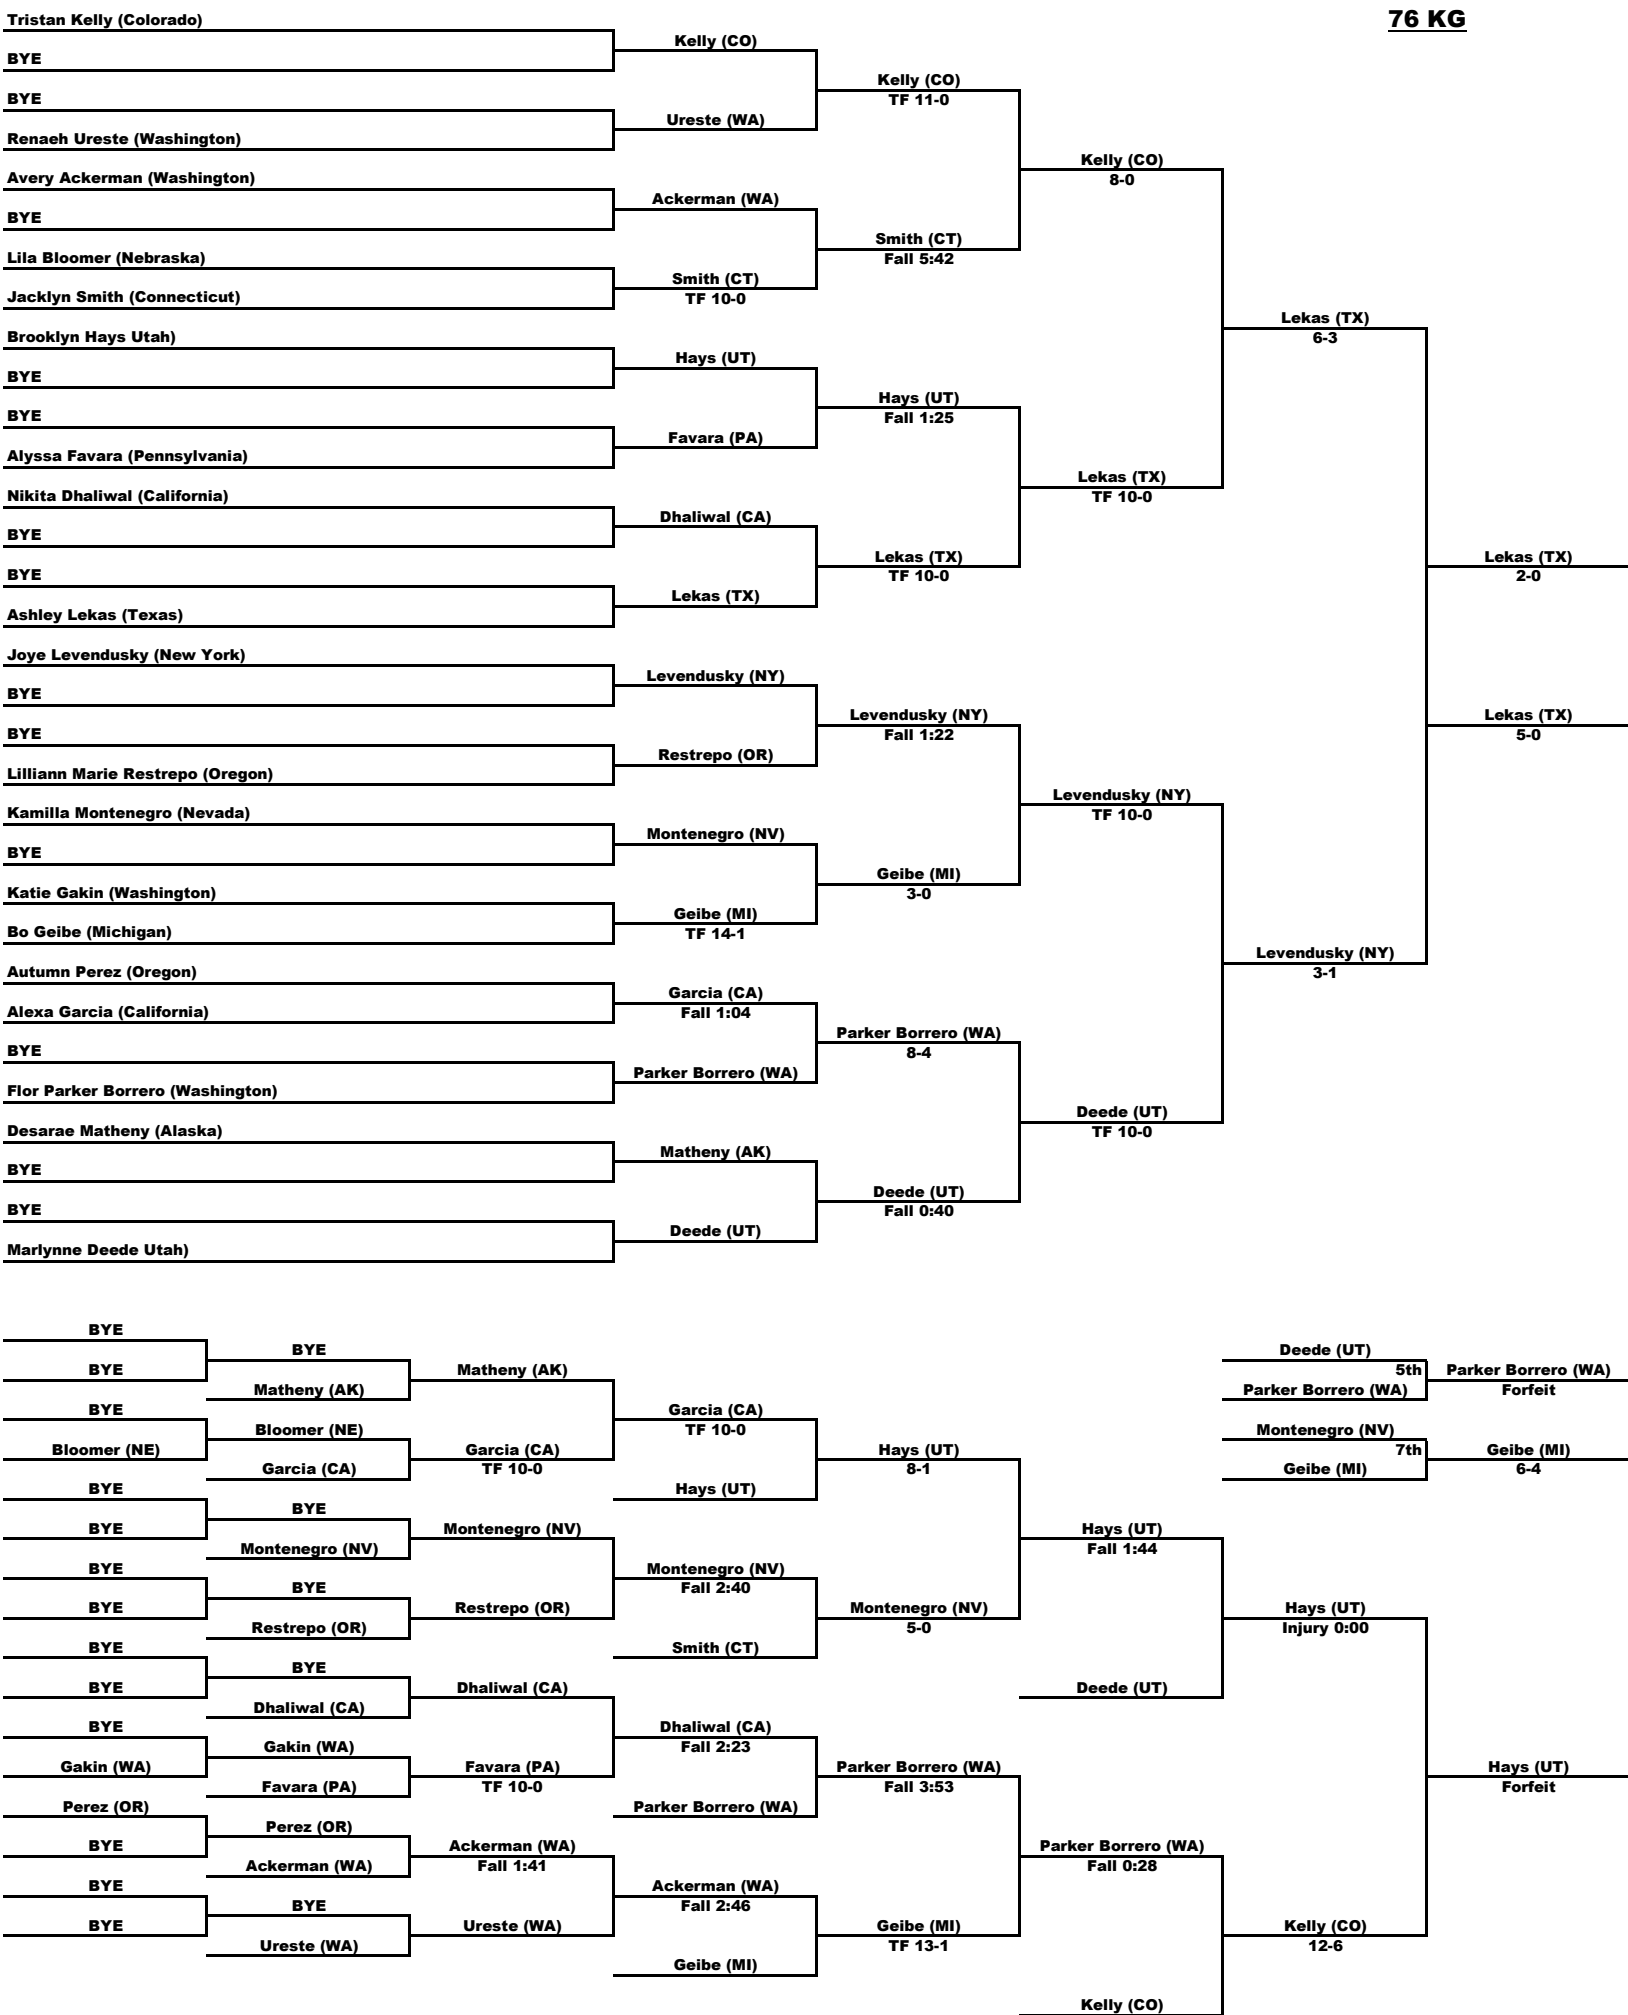 76 KG
Tristan Kelly (Colorado)
Kelly (CO)
BYE
Kelly (CO)
TF 11-0
BYE
Ureste (WA)
Renaeh Ureste (Washington)
Kelly (CO)
8-0
Avery Ackerman (Washington)
Ackerman (WA)
BYE
Smith (CT)
Fall 5:42
Lila Bloomer (Nebraska)
Smith (CT)
TF 10-0
Jacklyn Smith (Connecticut)
Lekas (TX)
6-3
Brooklyn Hays Utah)
Hays (UT)
BYE
Hays (UT)
Fall 1:25
BYE
Favara (PA)
Alyssa Favara (Pennsylvania)
Lekas (TX)
TF 10-0
Nikita Dhaliwal (California)
Dhaliwal (CA)
BYE
Lekas (TX)
TF 10-0
Lekas (TX)
2-0
BYE
Lekas (TX)
Ashley Lekas (Texas)
Joye Levendusky (New York)
Levendusky (NY)
BYE
Levendusky (NY)
Fall 1:22
Lekas (TX)
5-0
BYE
Restrepo (OR)
Lilliann Marie Restrepo (Oregon)
Levendusky (NY)
TF 10-0
Kamilla Montenegro (Nevada)
Montenegro (NV)
BYE
Geibe (MI)
3-0
Katie Gakin (Washington)
Geibe (MI)
TF 14-1
Bo Geibe (Michigan)
Levendusky (NY)
3-1
Autumn Perez (Oregon)
Garcia (CA)
Fall 1:04
Alexa Garcia (California)
Parker Borrero (WA)
8-4
BYE
Parker Borrero (WA)
Flor Parker Borrero (Washington)
Deede (UT)
TF 10-0
Desarae Matheny (Alaska)
Matheny (AK)
BYE
Deede (UT)
Fall 0:40
BYE
Deede (UT)
Marlynne Deede Utah)
BYE
BYE
BYE
Matheny (AK)
Matheny (AK)
BYE
Bloomer (NE)
Bloomer (NE)
Garcia (CA)
Garcia (CA)
TF 10-0
Garcia (CA)
TF 10-0
Hays (UT)
Hays (UT)
8-1
BYE
BYE
BYE
Montenegro (NV)
Montenegro (NV)
BYE
BYE
BYE
Restrepo (OR)
Restrepo (OR)
Montenegro (NV)
Fall 2:40
Smith (CT)
Montenegro (NV)
5-0
Hays (UT)
Fall 1:44
Deede (UT)
Hays (UT)
Injury 0:00
BYE
BYE
BYE
Dhaliwal (CA)
Dhaliwal (CA)
BYE
Gakin (WA)
Gakin (WA)
Favara (PA)
Favara (PA)
TF 10-0
Dhaliwal (CA)
Fall 2:23
Parker Borrero (WA)
Parker Borrero (WA)
Fall 3:53
Perez (OR)
BYE
Perez (OR)
Ackerman (WA)
Ackerman (WA)
Fall 1:41
BYE
BYE
BYE
Ureste (WA)
Ureste (WA)
Ackerman (WA)
Fall 2:46
Geibe (MI)
Geibe (MI)
TF 13-1
Parker Borrero (WA)
Fall 0:28
Kelly (CO)
Kelly (CO)
12-6
Hays (UT)
Forfeit
Deede (UT)
5th
Parker Borrero (WA)
Parker Borrero (WA)
Forfeit
Montenegro (NV)
7th
Geibe (MI)
Geibe (MI)
6-4